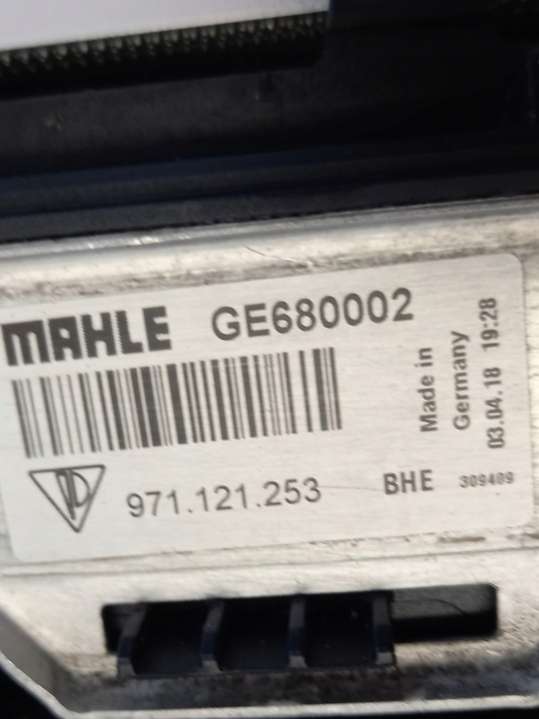 MAHLE GE680002
Made in
Germany
03.04.18 19:28
971.121.253 BHE 309409